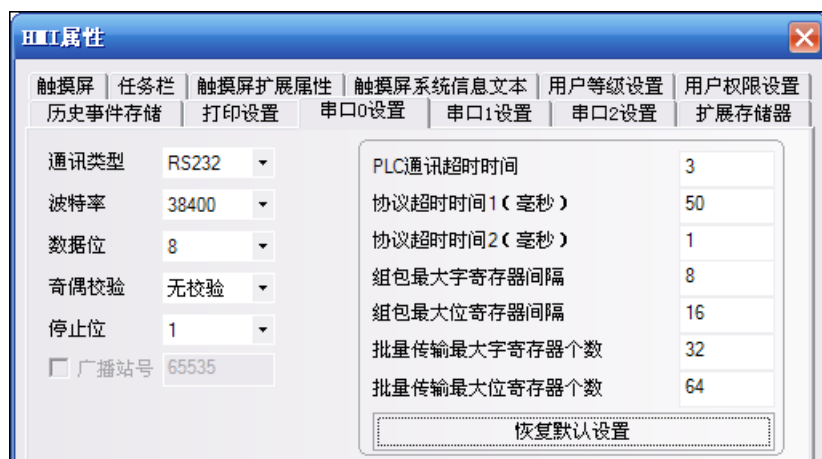 HMI属性
触摸屏 任务栏 触摸屏扩展属性 触摸屏系统信息文本 用户等级设置 用户权限设置
历史事件存储 打印设置 串口0设置 串口1设置 串口2设置 扩展存储器
通讯类型 RS232
波特率 38400
数据位 8
奇偶校验 无校验
停止位 1
广播站号 65535
PLC通讯超时时间 3
协议超时时间1(毫秒) 50
协议超时时间2(毫秒) 1
组包最大字寄存器间隔 8
组包最大位寄存器间隔 16
批量传输最大字寄存器个数 32
批量传输最大位寄存器个数 64
恢复默认设置